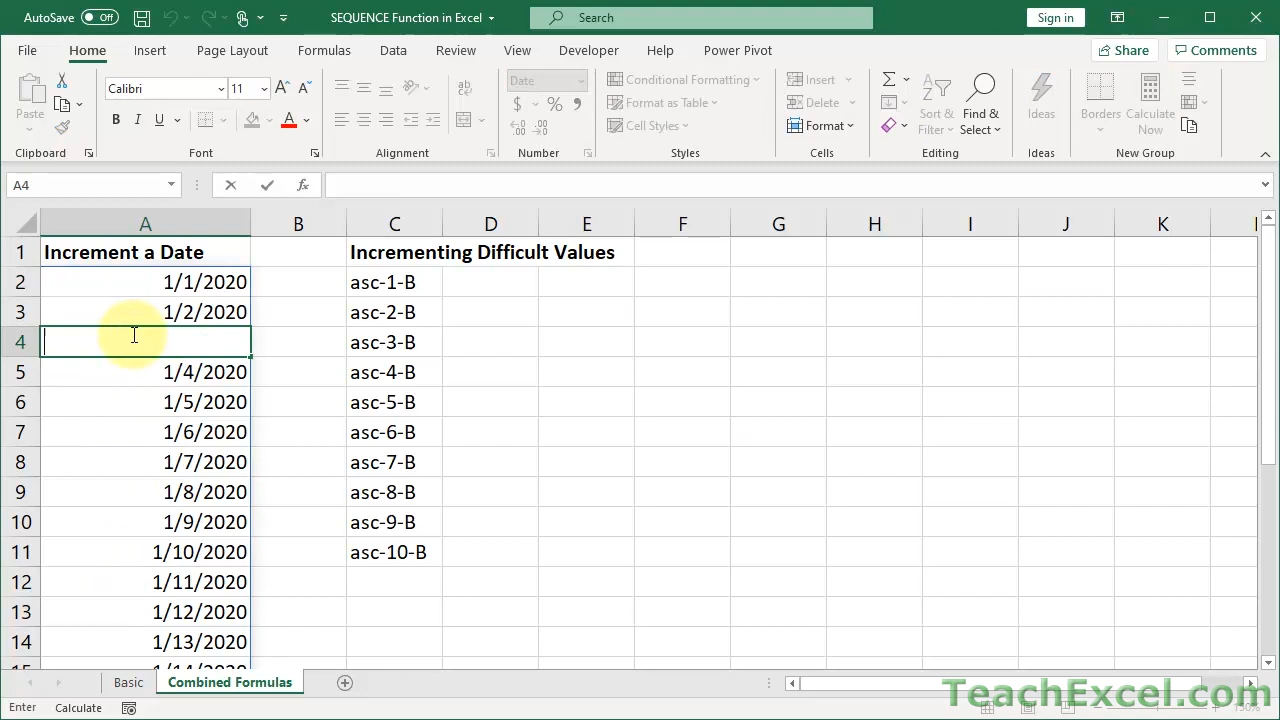 AutoSave Off SEQUENCE Function in Excel Search Sign in
File Home Insert Page Layout Formulas Data Review View Developer Help Power Pivot Share Comments
Paste Calibri 11 A A B I U A ab Date $ % , Conditional Formatting Format as Table Cell Styles Insert Delete Format Σ Sort & Filter Find & Select Ideas Borders Calculate Now
Clipboard Font Alignment Number Styles Cells Editing Ideas New Group
A4 fx
A B C D E F G H I J K
1 Increment a Date Incrementing Difficult Values
2 1/1/2020 asc-1-B
3 1/2/2020 asc-2-B
4 asc-3-B
5 1/4/2020 asc-4-B
6 1/5/2020 asc-5-B
7 1/6/2020 asc-6-B
8 1/7/2020 asc-7-B
9 1/8/2020 asc-8-B
10 1/9/2020 asc-9-B
11 1/10/2020 asc-10-B
12 1/11/2020
13 1/12/2020
14 1/13/2020
15 1/14/2020
Basic Combined Formulas
Enter Calculate TeachExcel.com